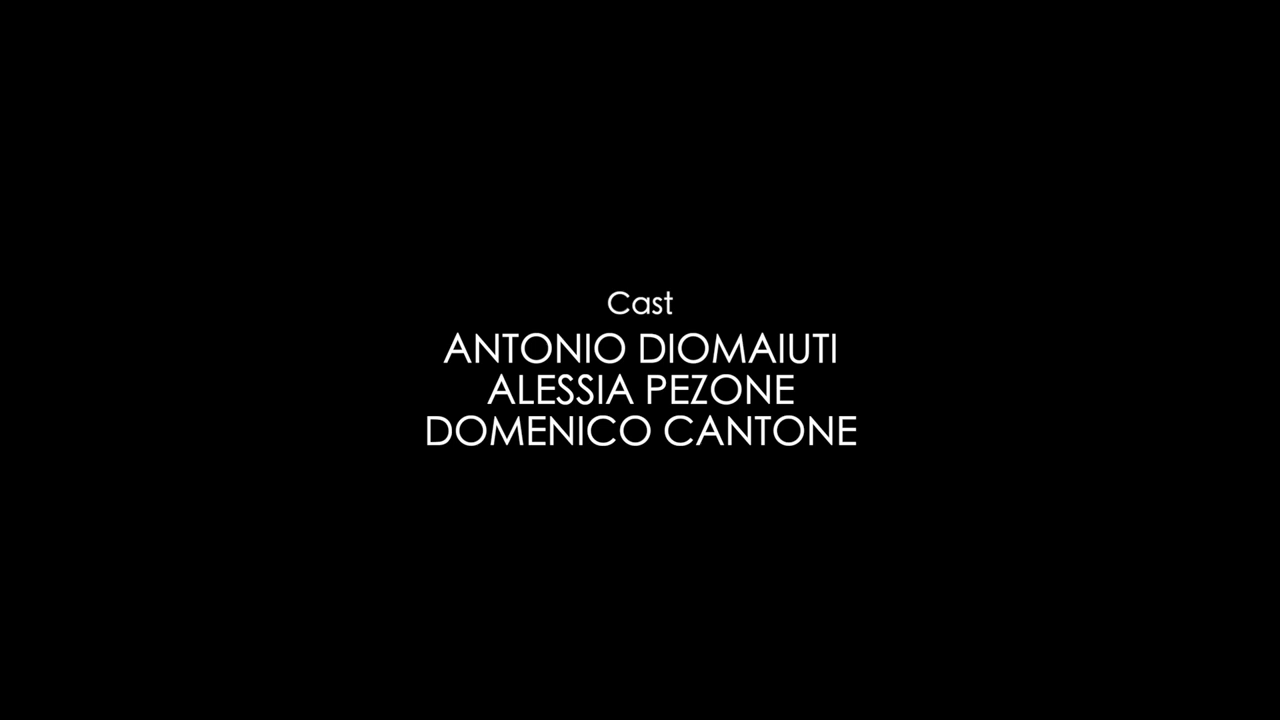 Cast
ANTONIO DIOMAIUTI
ALESSIA PEZONE
DOMENICO CANTONE